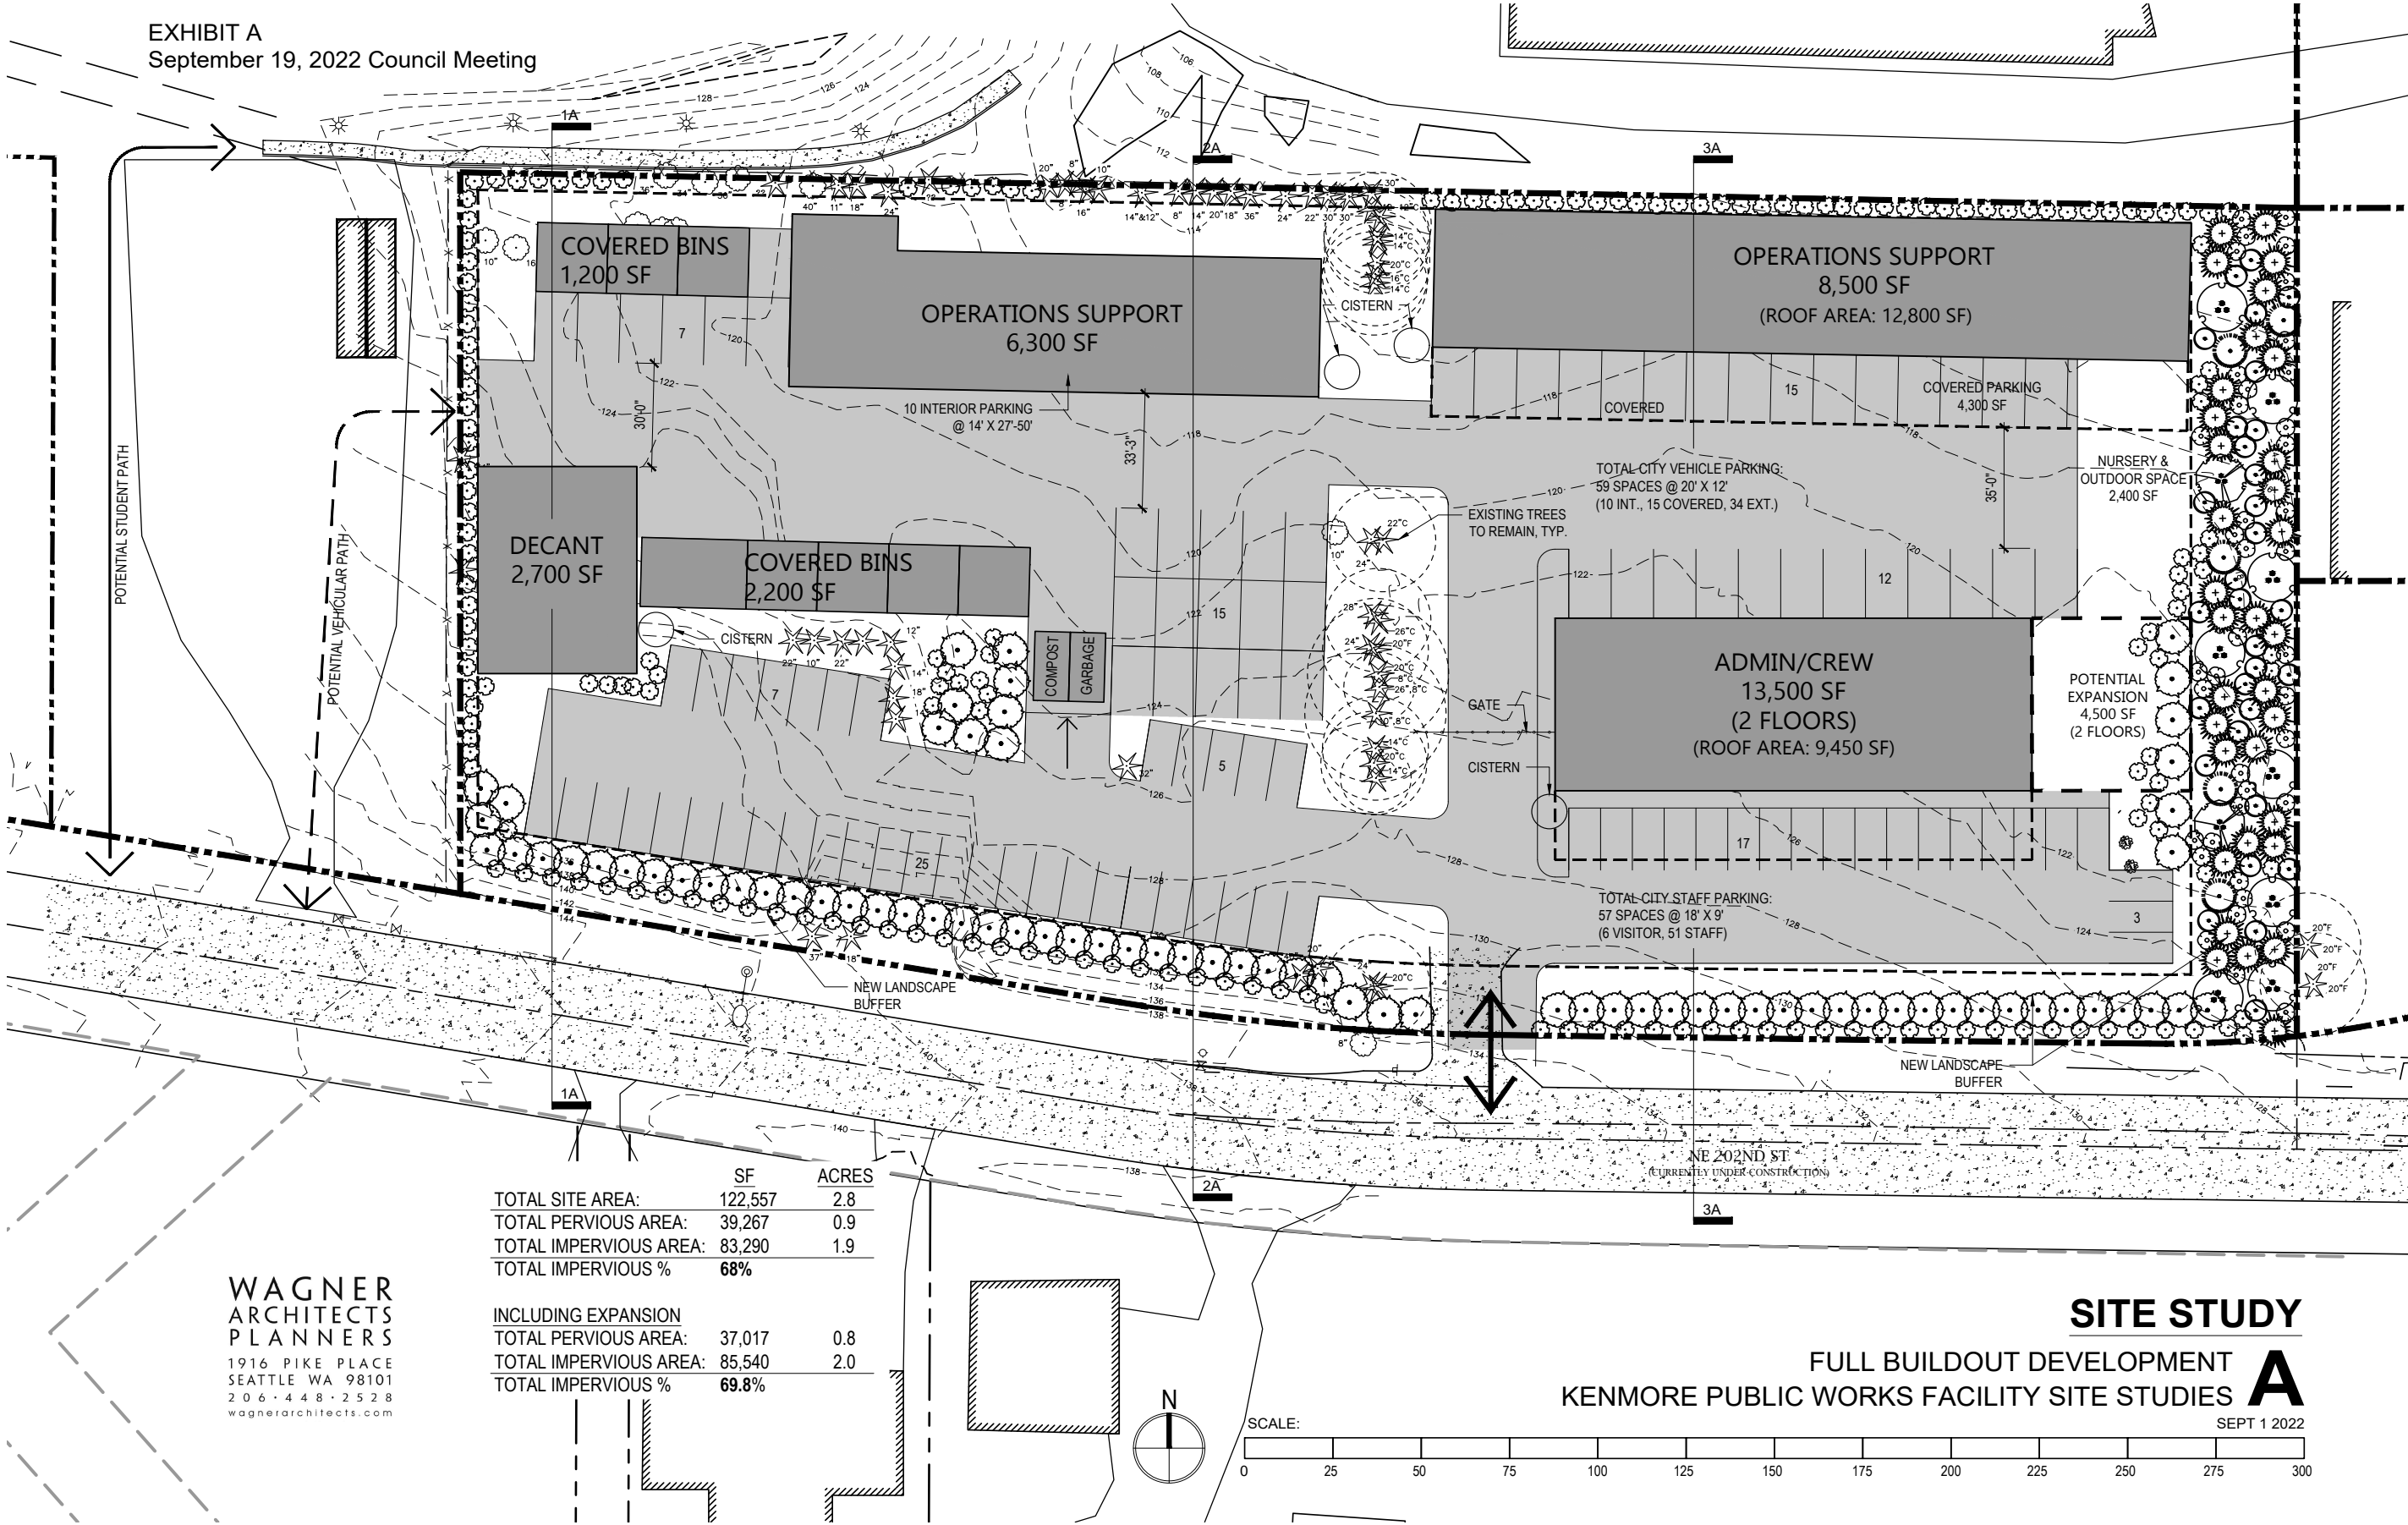 EXHIBIT A
September 19, 2022 Council Meeting
1A
2A
3A
128
126
124
106
108
110
112
COVERED BINS
1,200 SF
OPERATIONS SUPPORT
6,300 SF
OPERATIONS SUPPORT
8,500 SF
(ROOF AREA: 12,800 SF)
CISTERN
7
10 INTERIOR PARKING
@ 14' X 27'-50'
30'-0"
33'-3"
COVERED
15
COVERED PARKING
4,300 SF
TOTAL CITY VEHICLE PARKING:
59 SPACES @ 20' X 12'
(10 INT., 15 COVERED, 34 EXT.)
35'-0"
NURSERY &
OUTDOOR SPACE
2,400 SF
EXISTING TREES
TO REMAIN, TYP.
POTENTIAL STUDENT PATH
POTENTIAL VEHICULAR PATH
DECANT
2,700 SF
COVERED BINS
2,200 SF
CISTERN
COMPOST
GARBAGE
15
12
7
5
25
GATE
CISTERN
ADMIN/CREW
13,500 SF
(2 FLOORS)
(ROOF AREA: 9,450 SF)
POTENTIAL
EXPANSION
4,500 SF
(2 FLOORS)
17
3
TOTAL CITY STAFF PARKING:
57 SPACES @ 18' X 9'
(6 VISITOR, 51 STAFF)
NEW LANDSCAPE
BUFFER
NEW LANDSCAPE
BUFFER
NE 202ND ST
(CURRENTLY UNDER CONSTRUCTION)
1A
2A
3A
SF ACRES
TOTAL SITE AREA: 122,557 2.8
TOTAL PERVIOUS AREA: 39,267 0.9
TOTAL IMPERVIOUS AREA: 83,290 1.9
TOTAL IMPERVIOUS % 68%
INCLUDING EXPANSION
TOTAL PERVIOUS AREA: 37,017 0.8
TOTAL IMPERVIOUS AREA: 85,540 2.0
TOTAL IMPERVIOUS % 69.8%
WAGNER
ARCHITECTS
PLANNERS
1916 PIKE PLACE
SEATTLE WA 98101
206·448·2528
wagnerarchitects.com
N
SITE STUDY
FULL BUILDOUT DEVELOPMENT
KENMORE PUBLIC WORKS FACILITY SITE STUDIES
A
SEPT 1 2022
SCALE:
0 25 50 75 100 125 150 175 200 225 250 275 300